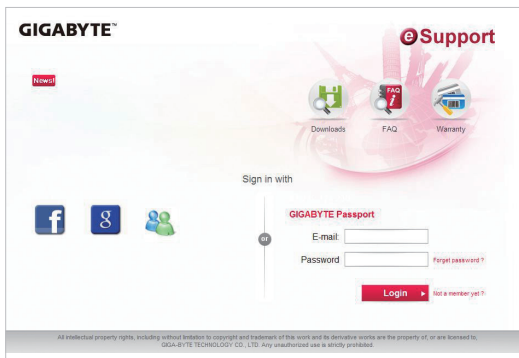 GIGABYTE™
eSupport
News!
FAQ
Downloads
FAQ
Warranty
Sign in with
GIGABYTE Passport
or
E-mail:
Password
Forget password ?
Login
Not a member yet ?
All intellectual property rights, including without limitation to copyright and trademark of this work and its derivative works are the property of, or are licensed to,
GIGA-BYTE TECHNOLOGY CO., LTD. Any unauthorized use is strictly prohibited.